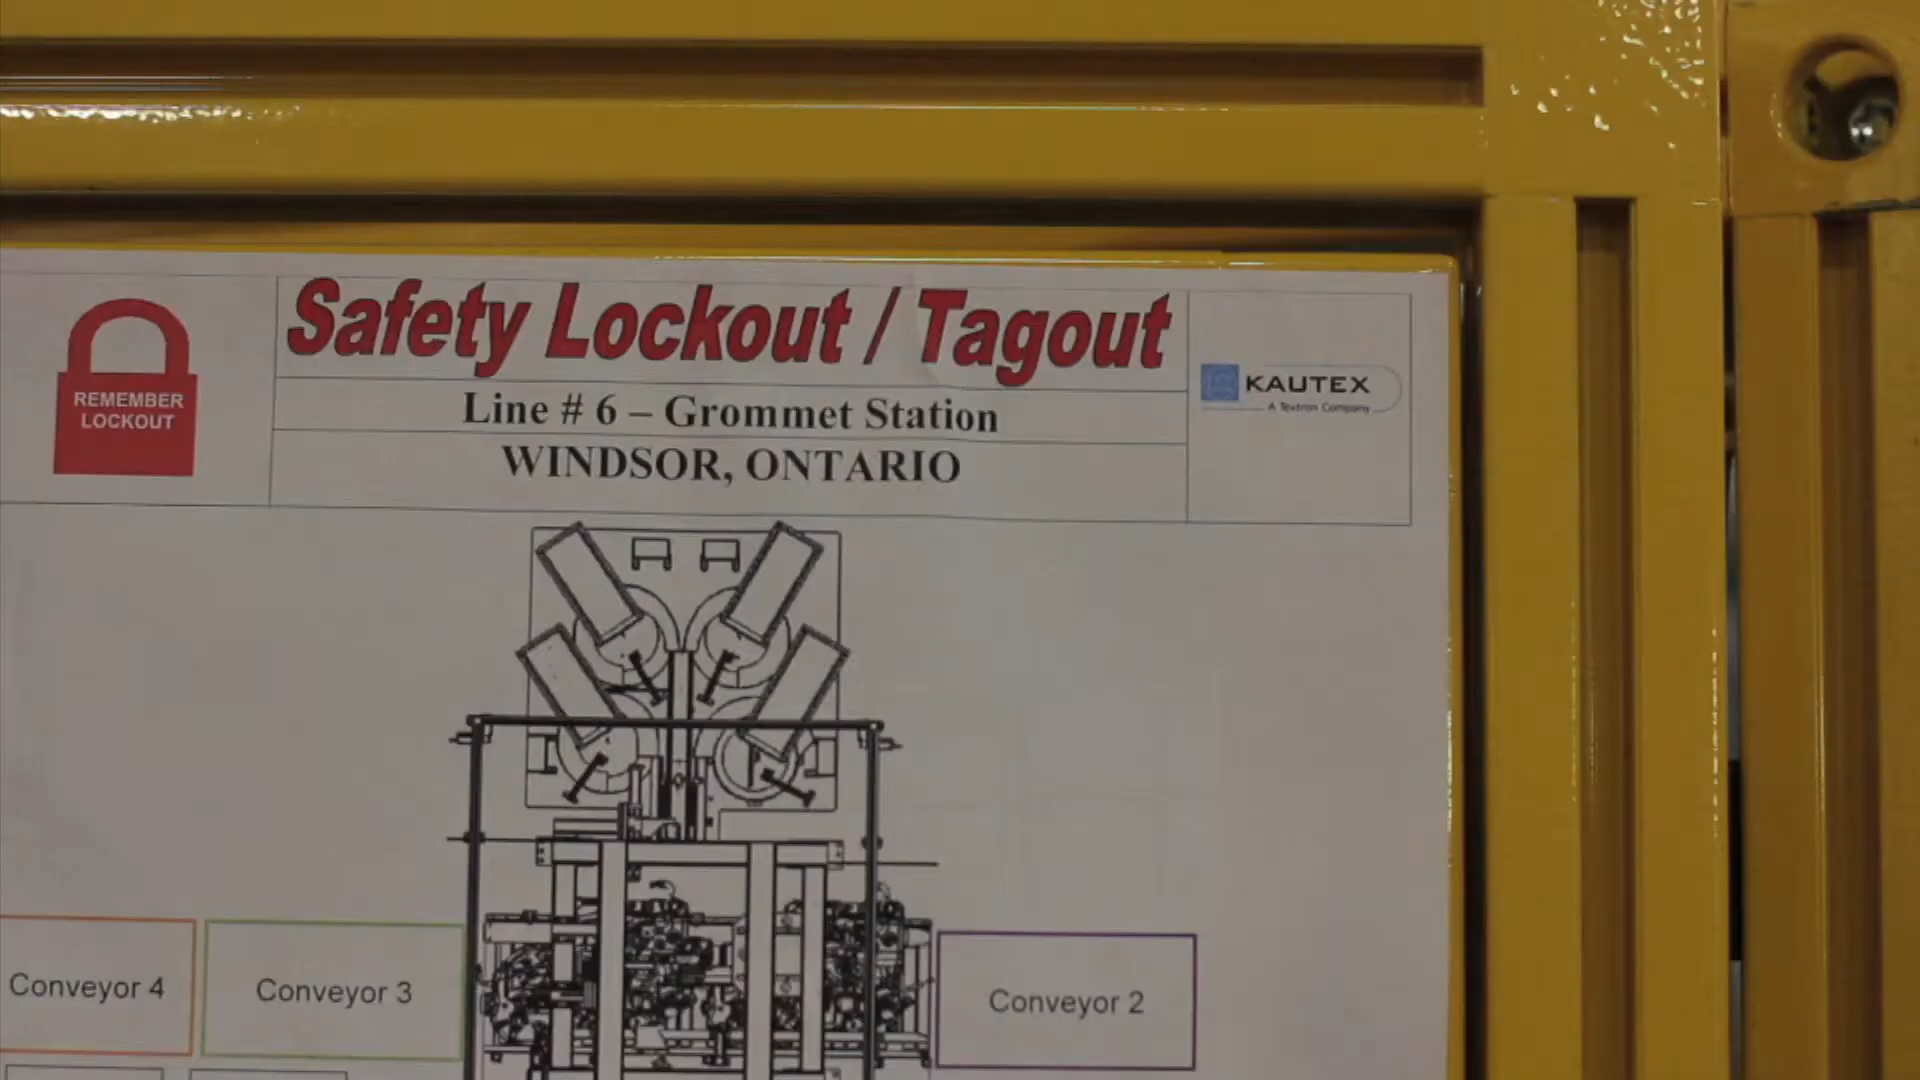 Safety Lockout / Tagout
REMEMBER
LOCKOUT
Line # 6 – Grommet Station
WINDSOR, ONTARIO
KAUTEX
A Textron Company
Conveyor 4
Conveyor 3
Conveyor 2